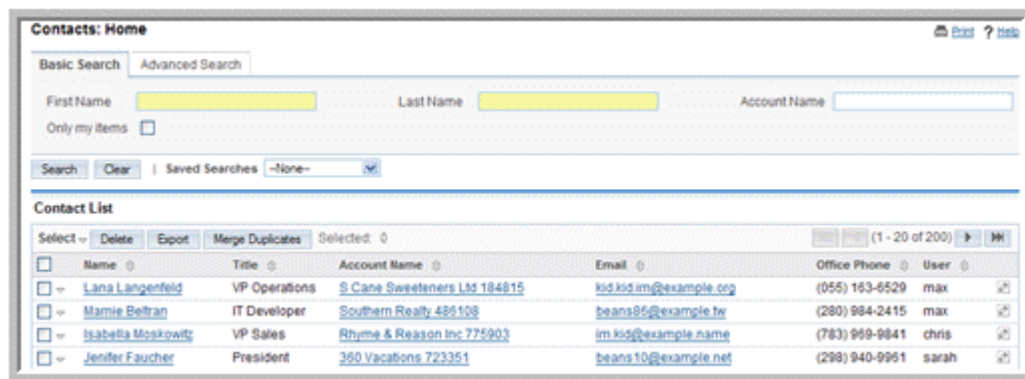 Contacts: Home
Print ? Help
Basic Search Advanced Search
First Name Last Name Account Name
Only my items
Search Clear | Saved Searches --None--
Contact List
Select Delete Export Merge Duplicates Selected: 0 (1 - 20 of 200)
Name Title Account Name Email Office Phone User
Lana Langenfeld VP Operations S Cane Sweeteners Ltd 184815 kid.kid.im@example.org (055) 163-6529 max
Mamie Beltran IT Developer Southern Realty 486108 beans86@example.tw (280) 984-2415 max
Isabella Moskowitz VP Sales Rhyme & Reason Inc 775903 im.kid@example.name (783) 969-9841 chris
Jenifer Faucher President 360 Vacations 723351 beans10@example.net (298) 940-9961 sarah